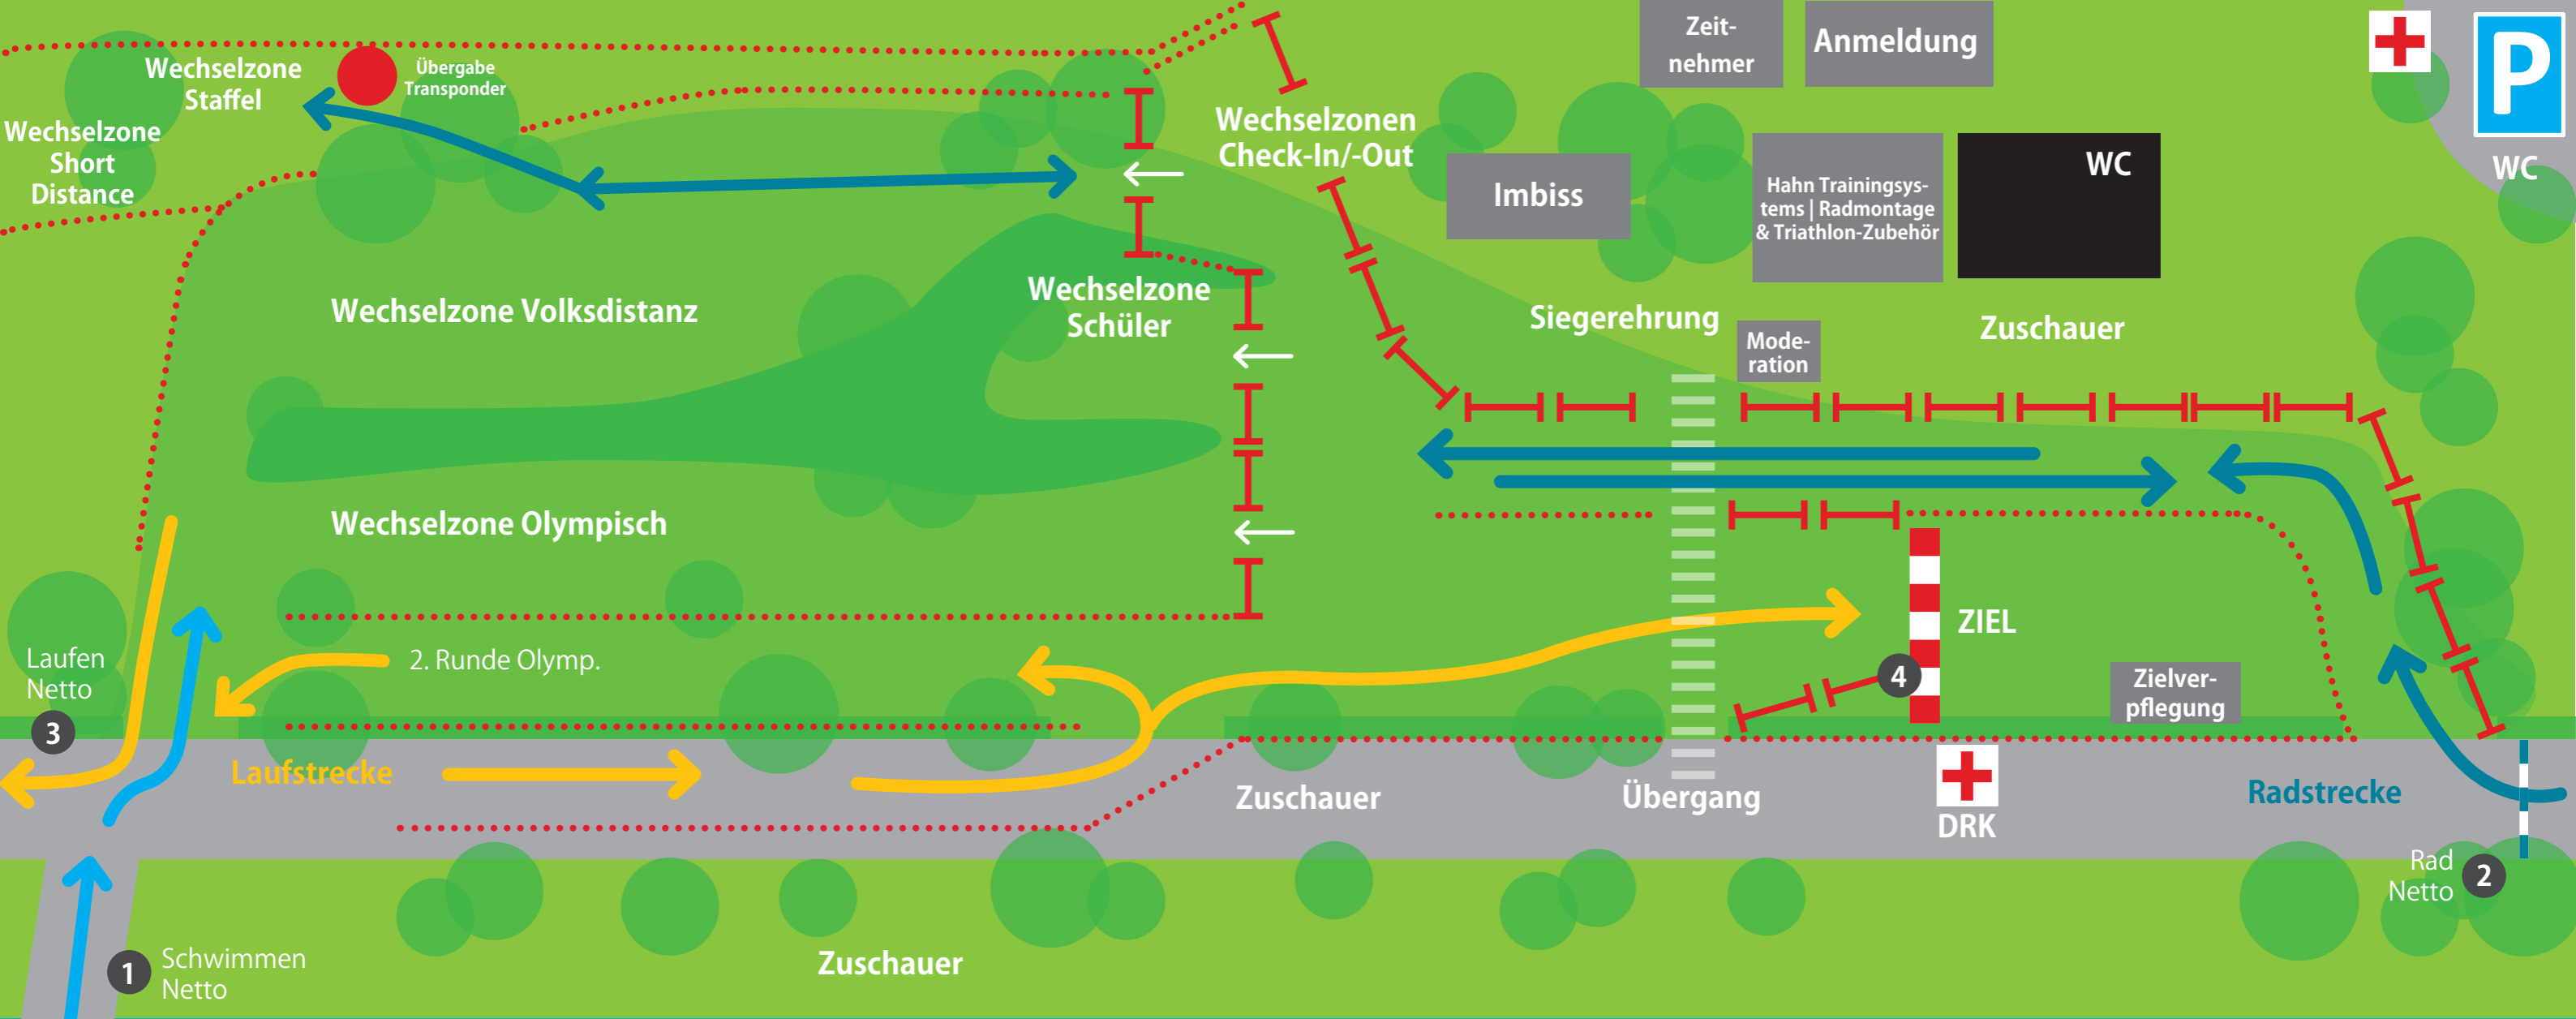 Wechselzone
Staffel
Übergabe
Transponder
Wechselzone
Short
Distance
Wechselzonen
Check-In/-Out
Zeit-
nehmer
Anmeldung
P
WC
Imbiss
Hahn Trainingsys-
tems | Radmontage
& Triathlon-Zubehör
WC
Wechselzone Volksdistanz
Wechselzone
Schüler
Siegerehrung
Mode-
ration
Zuschauer
Wechselzone Olympisch
ZIEL
4
Zielver-
pflegung
Laufen
Netto
3
2. Runde Olymp.
Laufstrecke
Zuschauer
Übergang
DRK
Radstrecke
Rad
Netto
2
1
Schwimmen
Netto
Zuschauer